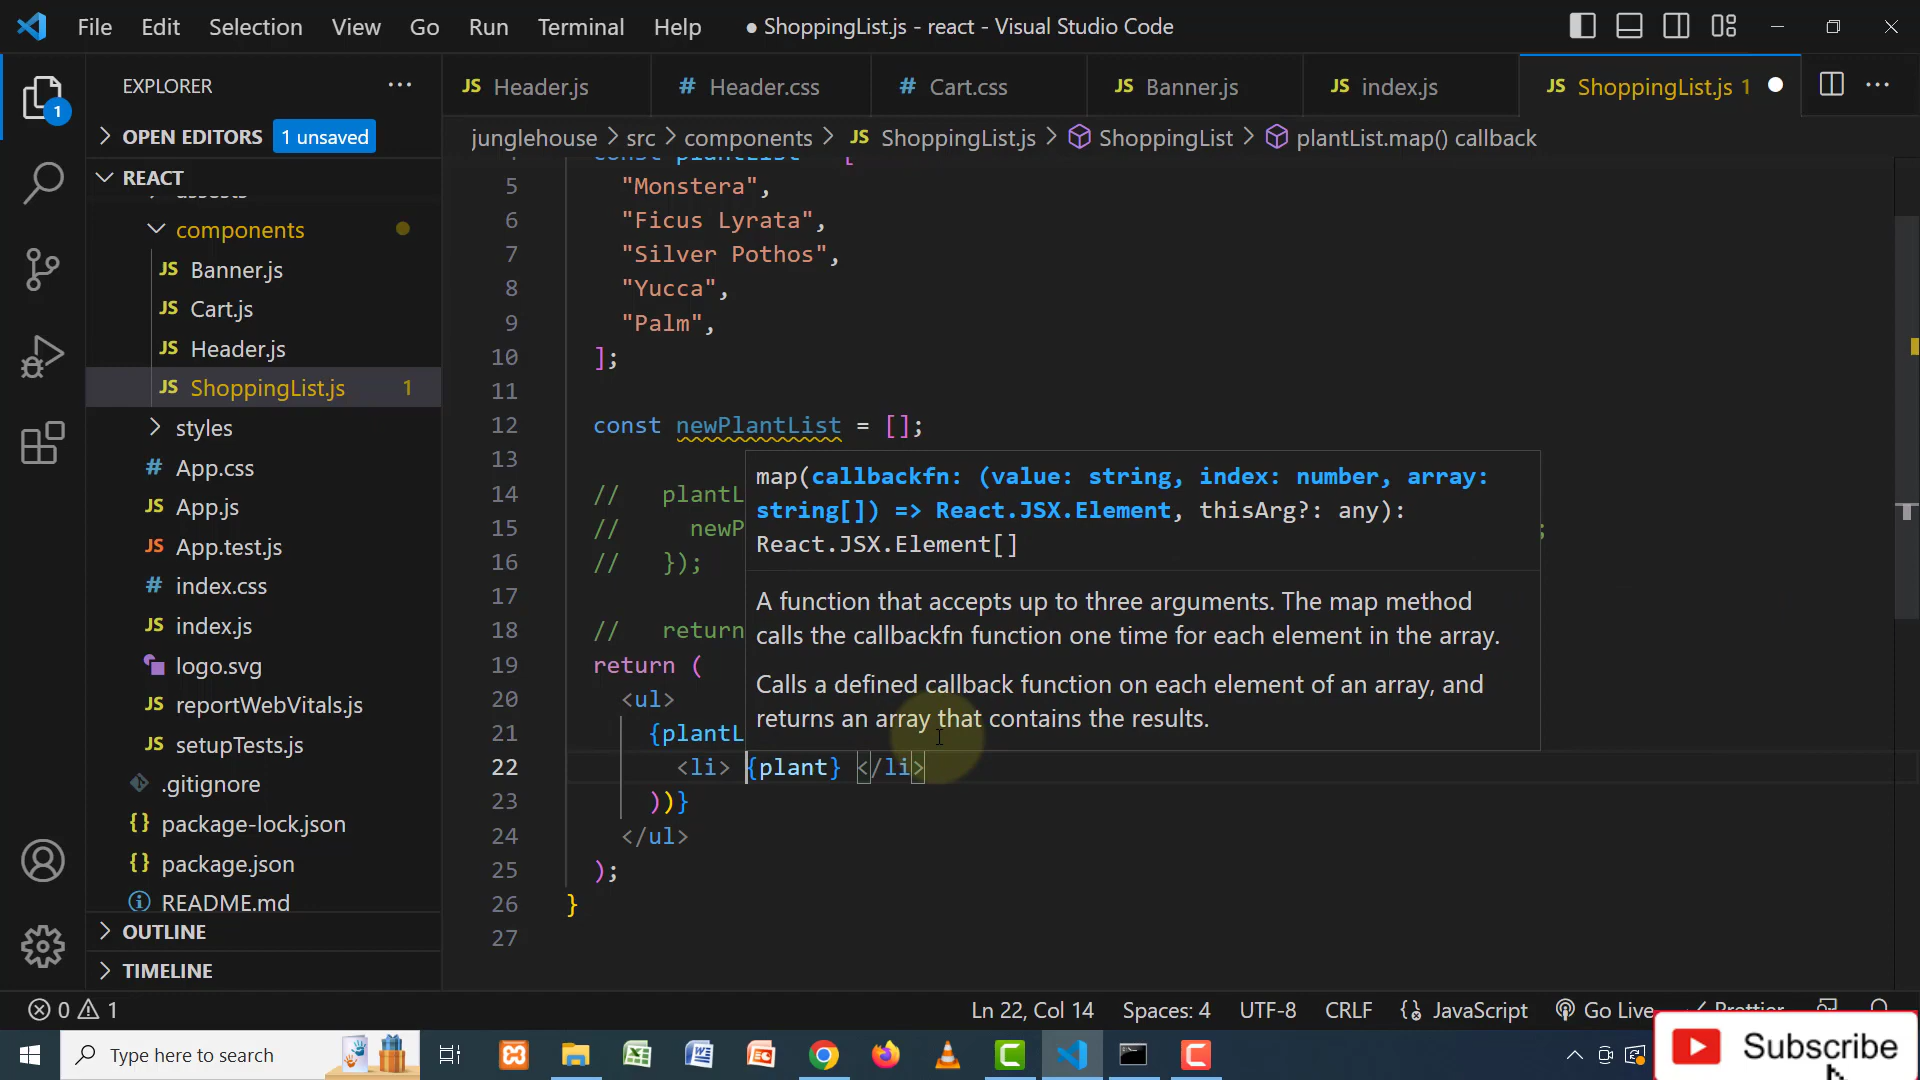 File Edit Selection View Go Run Terminal Help
● ShoppingList.js - react - Visual Studio Code
EXPLORER
JS Header.js
# Header.css
# Cart.css
JS Banner.js
JS index.js
JS ShoppingList.js 1
1
OPEN EDITORS 1 unsaved
junglehouse > src > components > JS ShoppingList.js > ShoppingList > plantList.map() callback
REACT
assets
components
JS Banner.js
JS Cart.js
JS Header.js
JS ShoppingList.js 1
styles
# App.css
JS App.js
JS App.test.js
# index.css
JS index.js
logo.svg
JS reportWebVitals.js
JS setupTests.js
.gitignore
{} package-lock.json
{} package.json
README.md
OUTLINE
TIMELINE
4 const plantList = [
5 "Monstera",
6 "Ficus Lyrata",
7 "Silver Pothos",
8 "Yucca",
9 "Palm",
10 ];
11
12 const newPlantList = [];
13
14 // plantL
15 // newP ;
16 // });
17
18 // return
19 return (
20 <ul>
21 {plantL
22 <li> {plant} </li>
23 ))}
24 </ul>
25 );
26 }
27
map(callbackfn: (value: string, index: number, array:
string[]) => React.JSX.Element, thisArg?: any):
React.JSX.Element[]
A function that accepts up to three arguments. The map method
calls the callbackfn function one time for each element in the array.
Calls a defined callback function on each element of an array, and
returns an array that contains the results.
0 1
Ln 22, Col 14 Spaces: 4 UTF-8 CRLF {} JavaScript Go Live Prettier
Type here to search
Subscribe